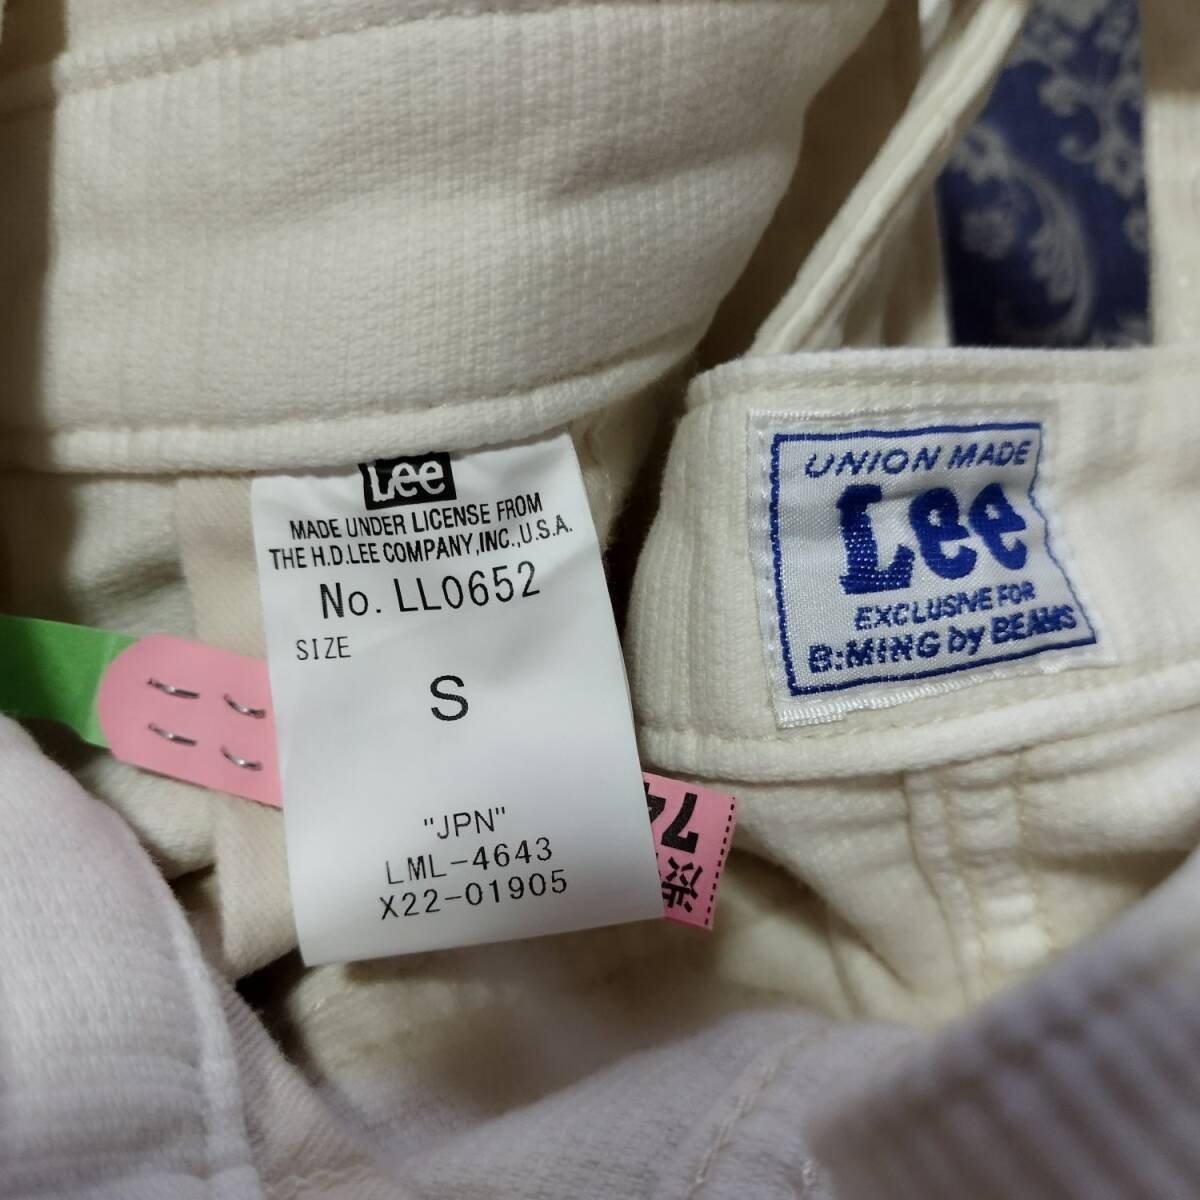 Lee
MADE UNDER LICENSE FROM
THE H.D.LEE COMPANY,INC.,U.S.A.
No. LL0652
SIZE
S
"JPN"
LML-4643
X22-01905
UNION MADE
Lee
EXCLUSIVE FOR
B:MING by BEAMS
74